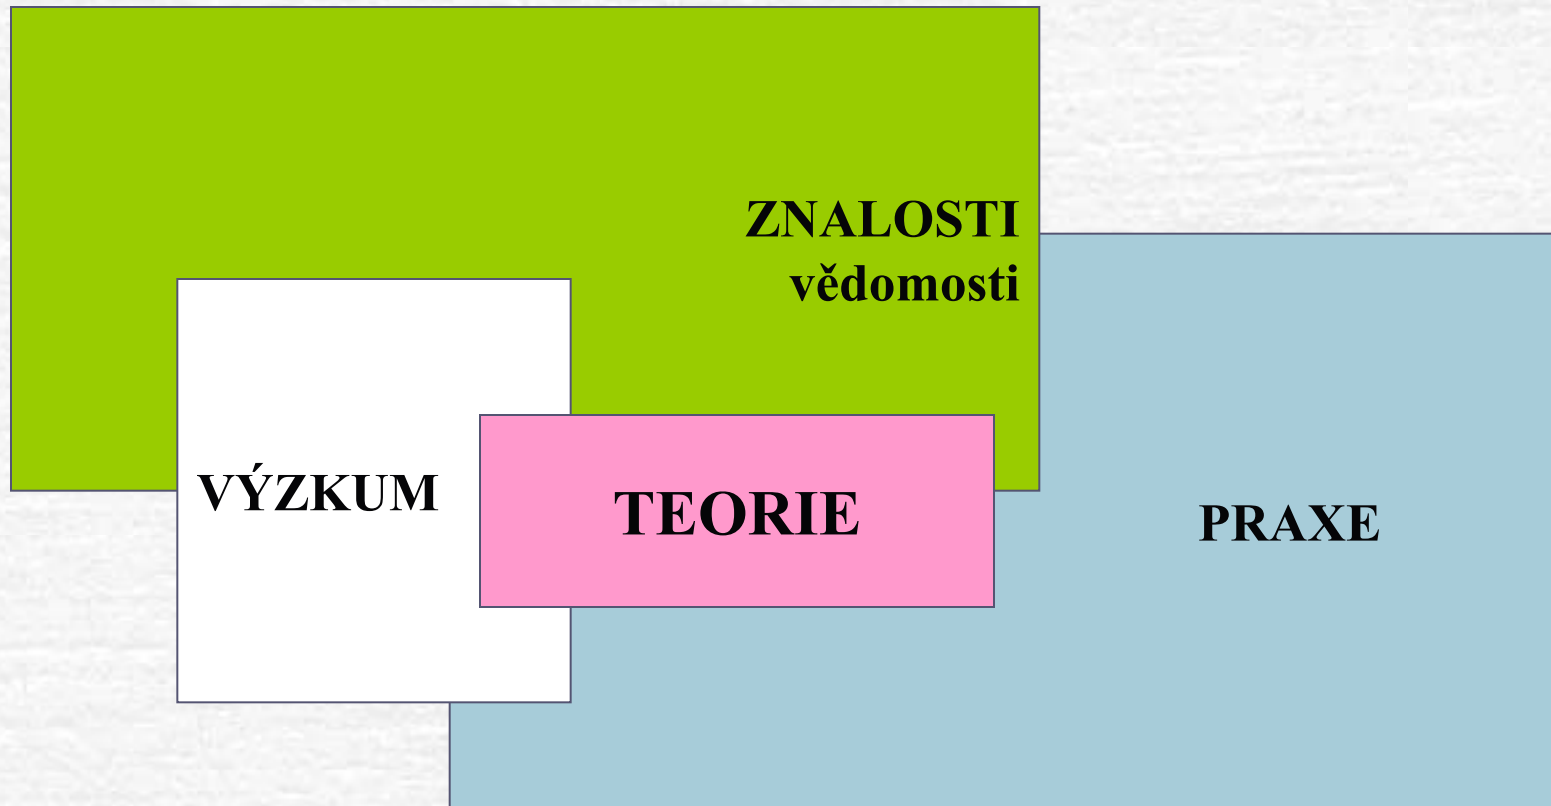 ZNALOSTI
vědomosti
VÝZKUM
TEORIE
PRAXE